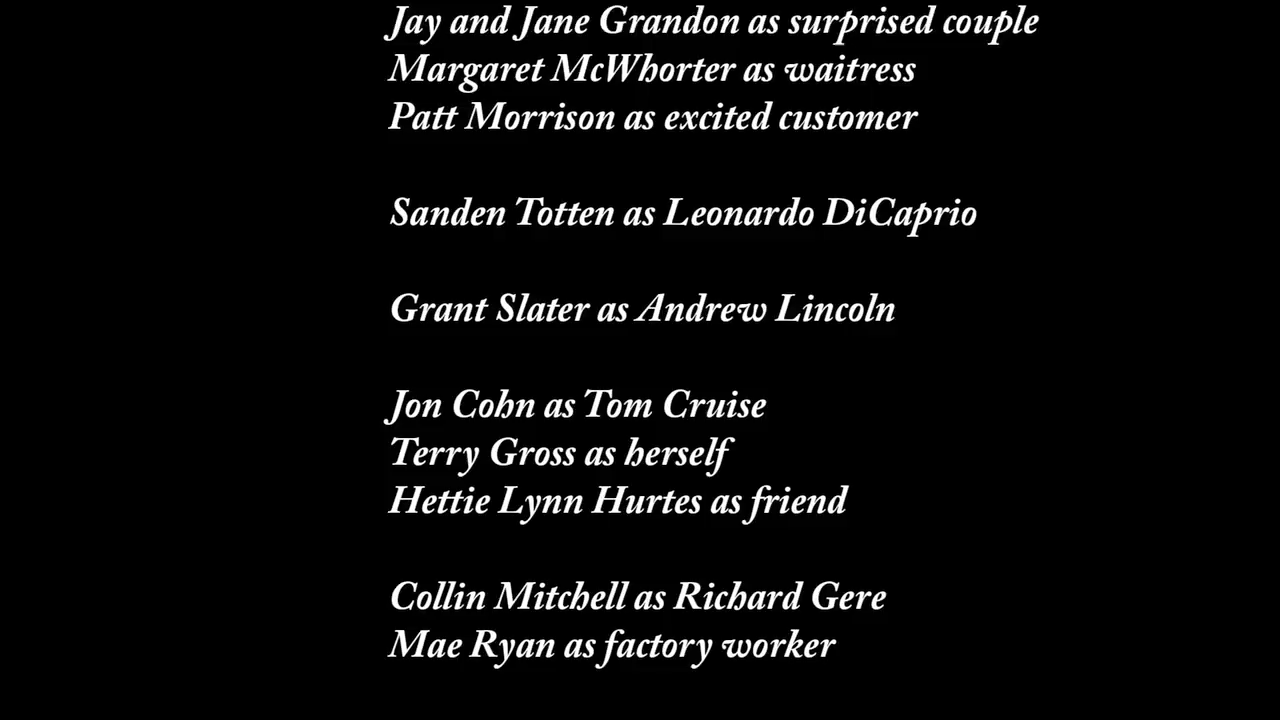 Jay and Jane Grandon as surprised couple
Margaret McWhorter as waitress
Patt Morrison as excited customer
Sanden Totten as Leonardo DiCaprio
Grant Slater as Andrew Lincoln
Jon Cohn as Tom Cruise
Terry Gross as herself
Hettie Lynn Hurtes as friend
Collin Mitchell as Richard Gere
Mae Ryan as factory worker